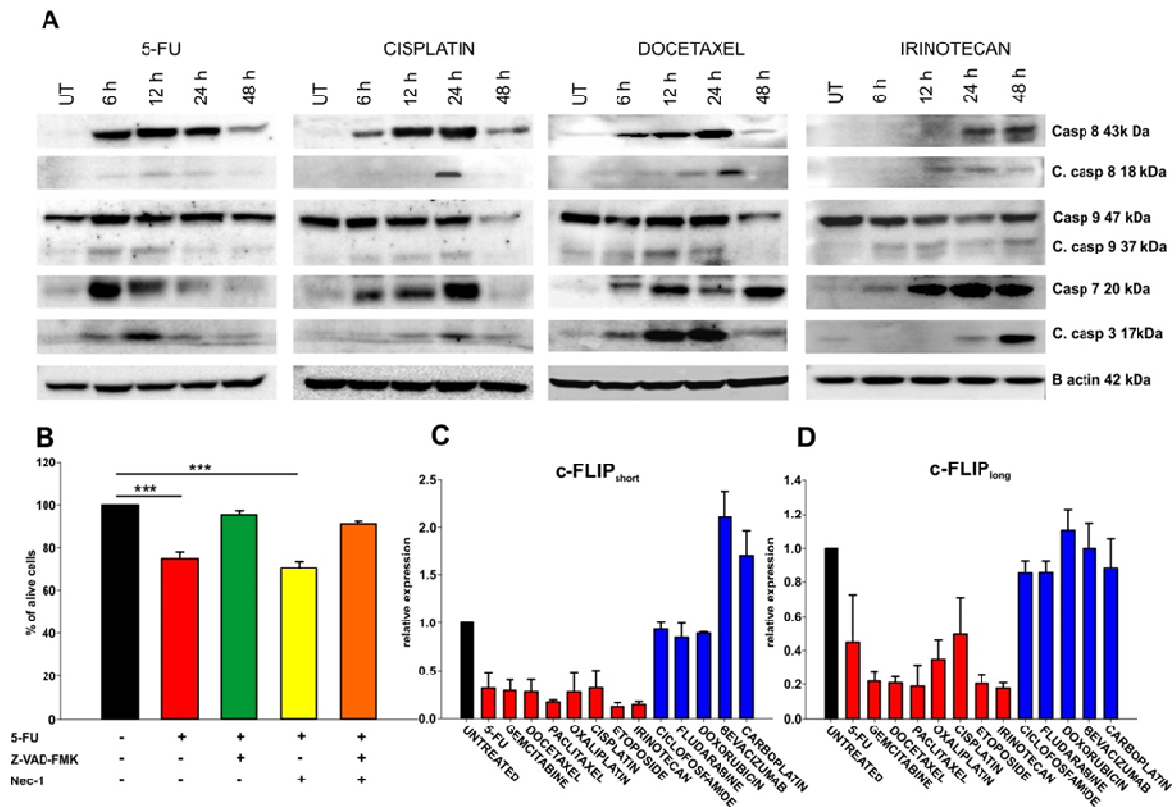 A
5-FU CISPLATIN DOCETAXEL IRINOTECAN
UT 6 h 12 h 24 h 48 h UT 6h 12 h 24 h 48 h UT 6 h 12 h 24 h 48 h UT 6 h 12 h 24 h 48 h
Casp 8 43k Da
C. casp 8 18 kDa
Casp 9 47 kDa
C. casp 9 37 kDa
Casp 7 20 kDa
C. casp 3 17kDa
B actin 42 kDa
B
% of alive cells
120
100
80
60
40
20
0
*** ***
5-FU - + + + +
Z-VAD-FMK - - + - +
Nec-1 - - - + +
C
c-FLIPshort
relative expression
2.5
2.0
1.5
1.0
0.5
0.0
UNTREATED
5-FU
GEMCITABINE
DOCETAXEL
PACLITAXEL
OXALIPLATIN
CISPLATIN
ETOPOSIDE
IRINOTECAN
CICLOPOSFAMIDE
FLUDARASINE
DOXORUBICIN
BEVACIZUMAB
CARBOPLATIN
D
c-FLIPlong
relative expression
1.4
1.2
1.0
0.8
0.6
0.4
0.2
0.0
UNTREATED
5-FU
GEMCITABINE
DOCETAXEL
PACLITAXEL
OXALIPLATIN
CISPLATIN
ETOPOSIDE
IRINOTECAN
CICLOPOSFAMIDE
FLUDARASINE
DOXORUBICIN
BEVACIZUMAB
CARBOPLATIN